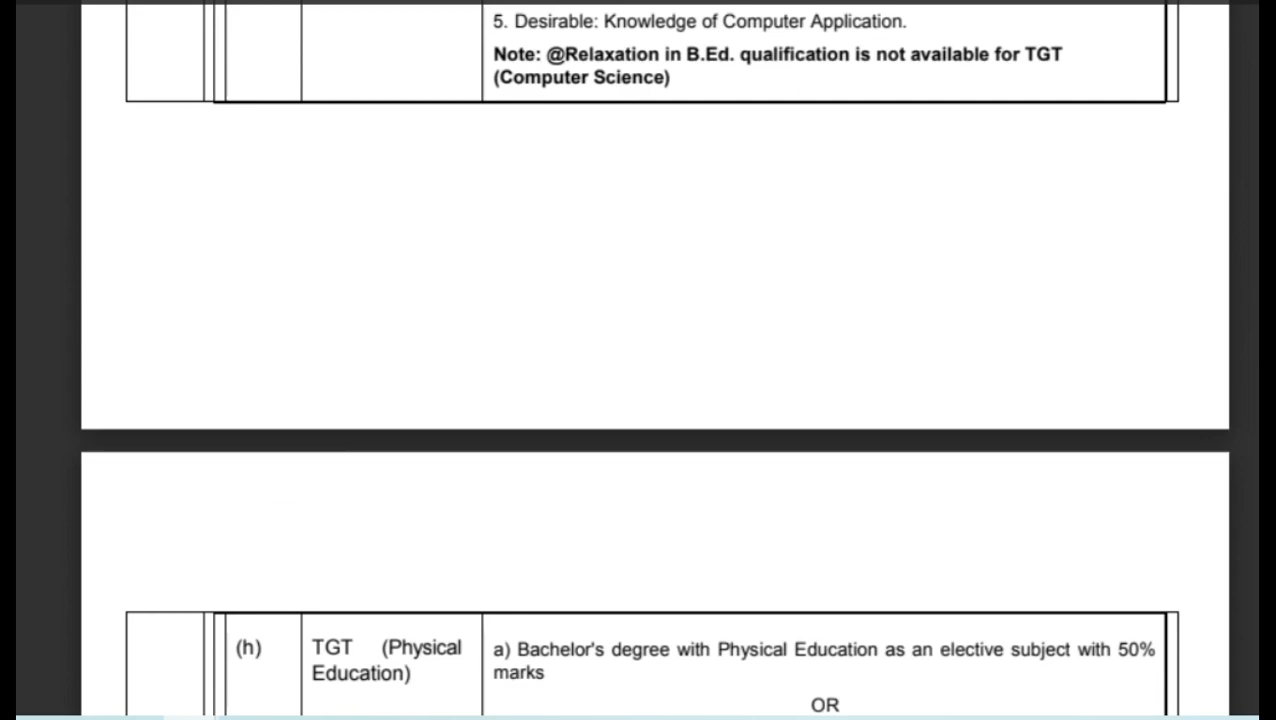 5. Desirable: Knowledge of Computer Application.
Note: @Relaxation in B.Ed. qualification is not available for TGT
(Computer Science)
(h)
TGT (Physical
Education)
a) Bachelor's degree with Physical Education as an elective subject with 50%
marks
OR